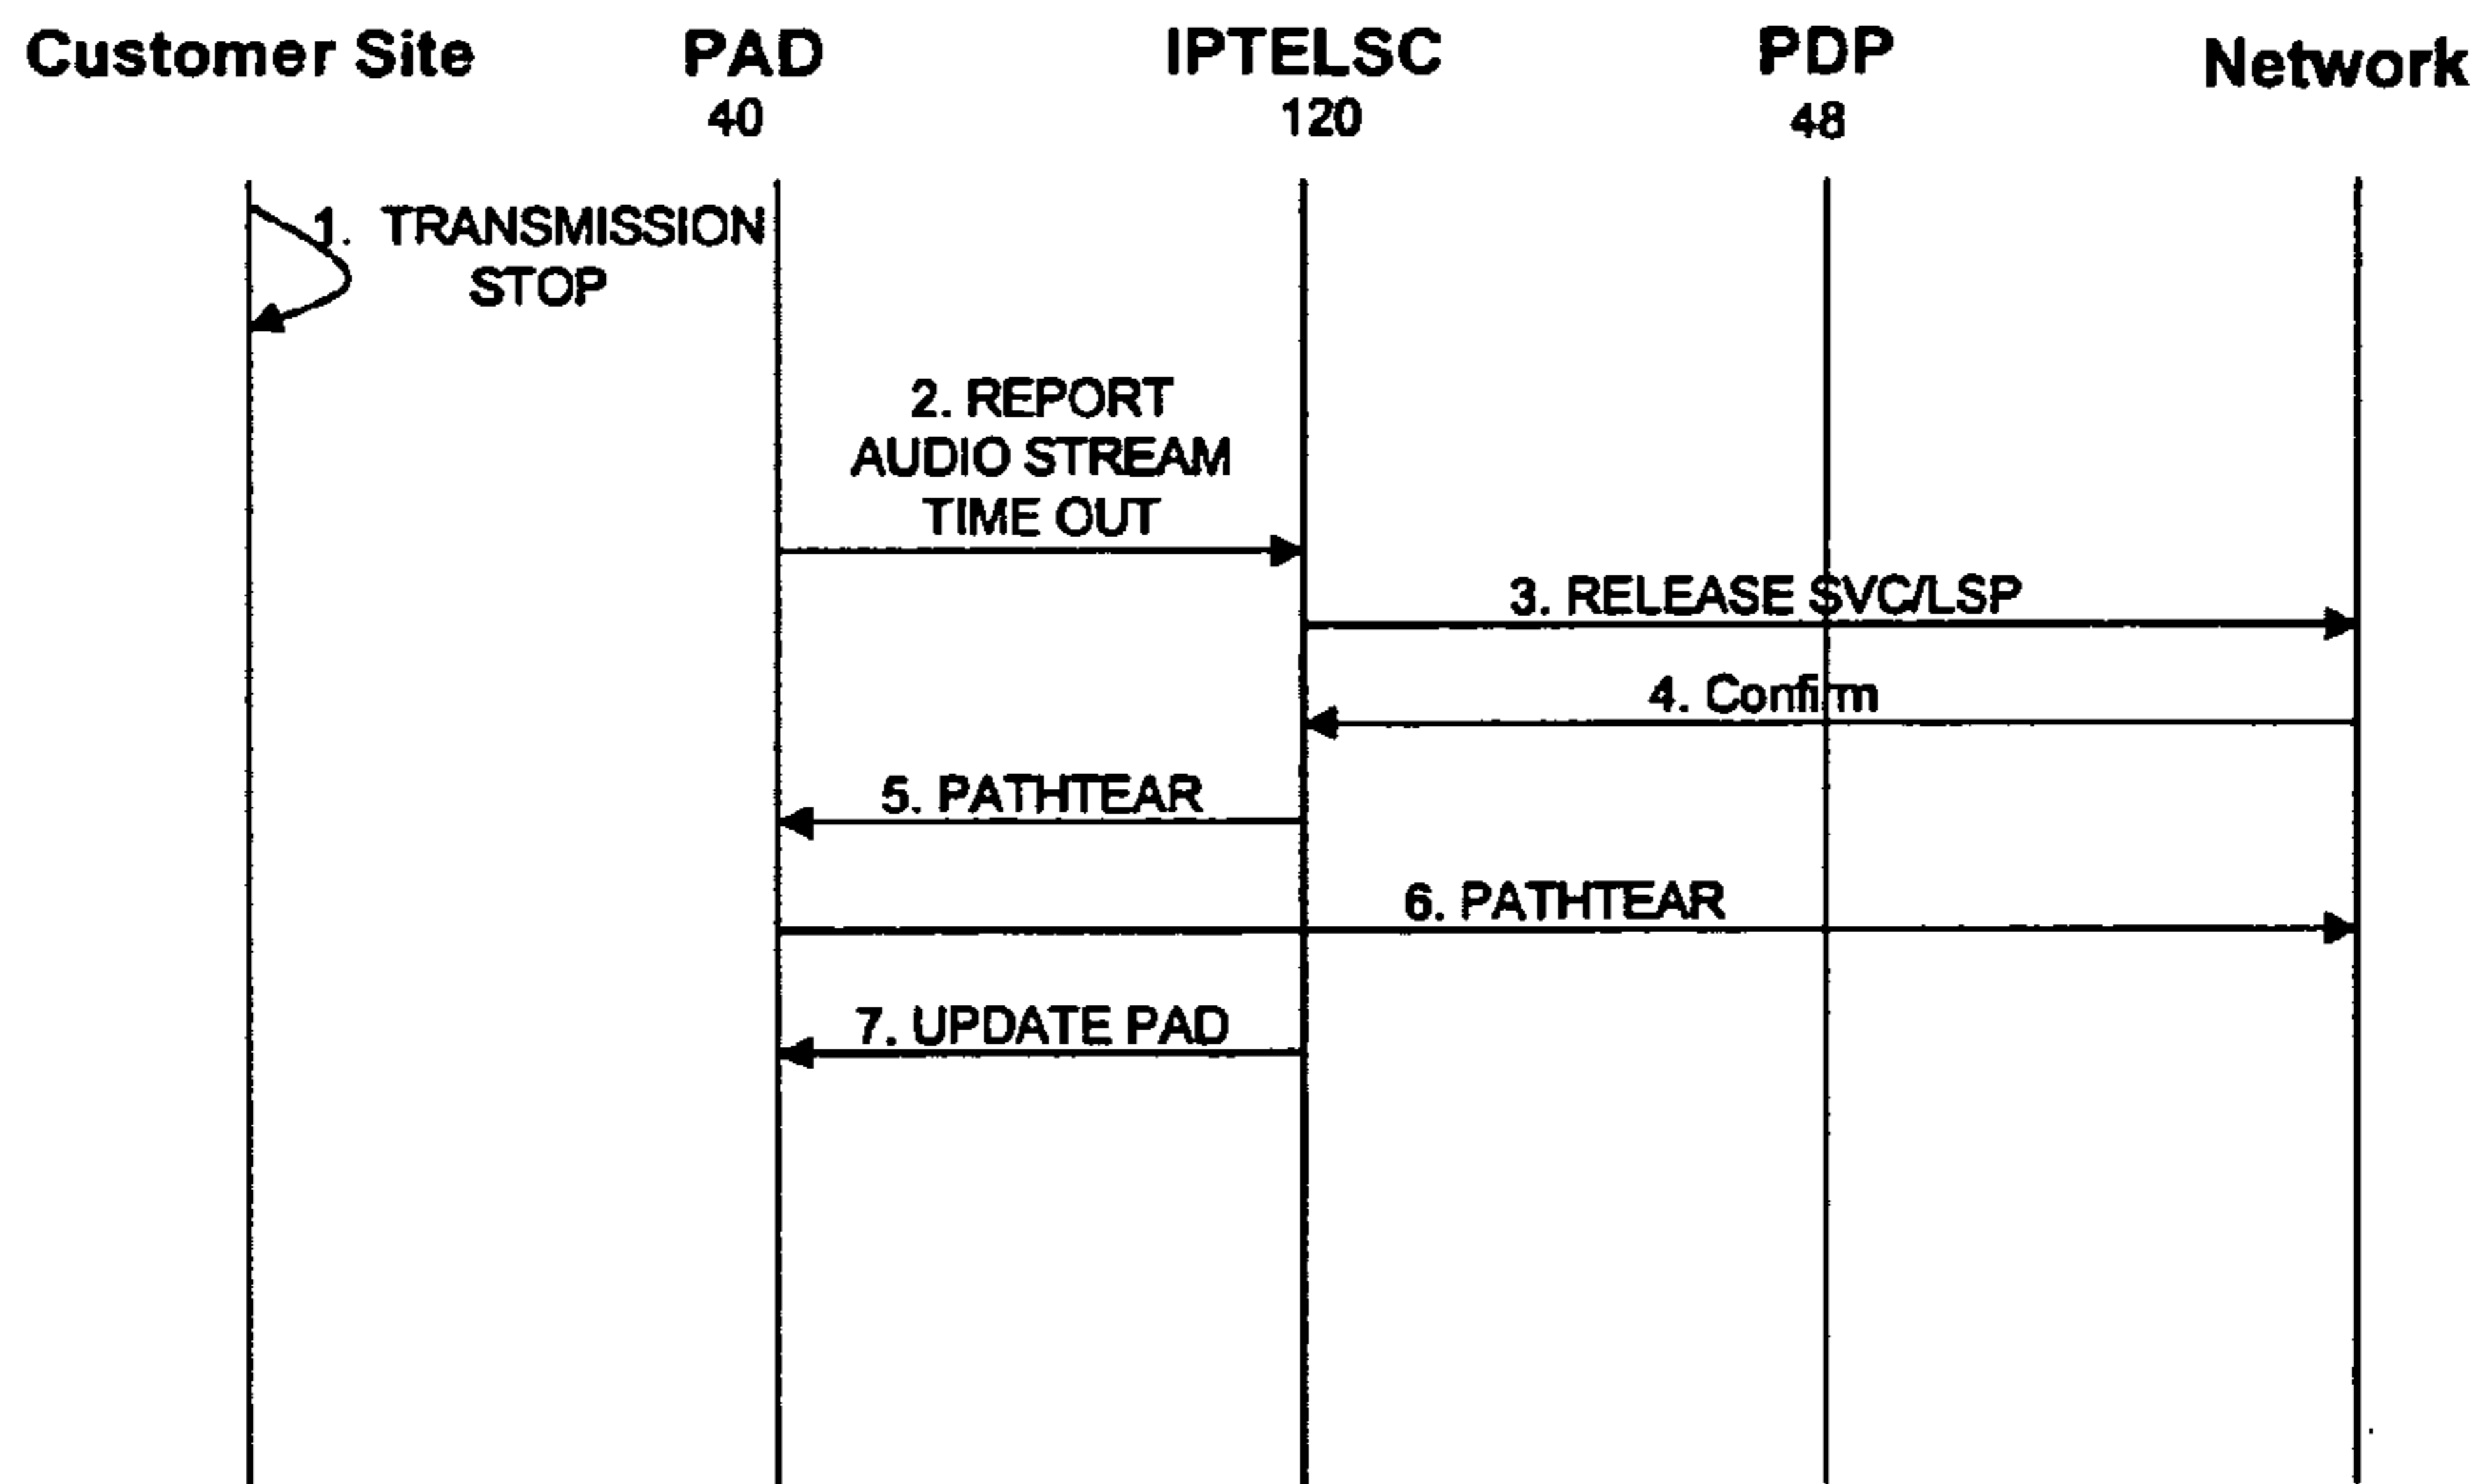 Customer Site PAD IPTELSC PDP Network
40 120 48
1. TRANSMISSION
STOP
2. REPORT
AUDIO STREAM
TIME OUT
3. RELEASE SVC/LSP
4. Confirm
5. PATHTEAR
6. PATHTEAR
7. UPDATE PAD